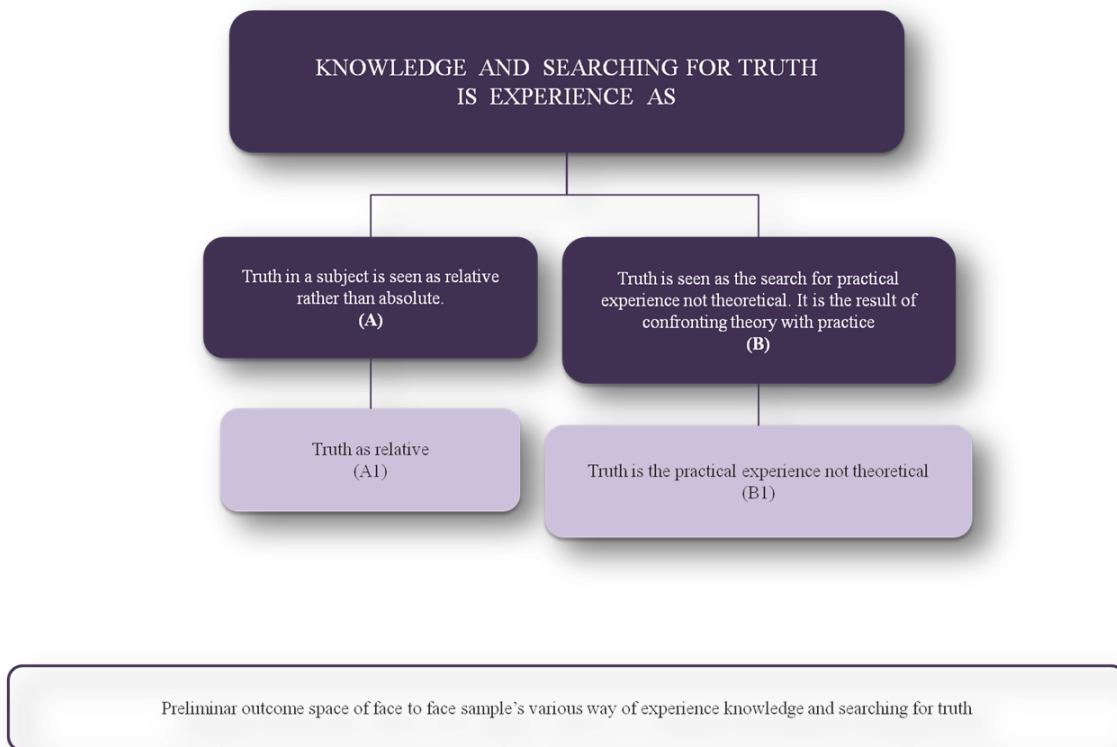 KNOWLEDGE AND SEARCHING FOR TRUTH
IS EXPERIENCE AS
Truth in a subject is seen as relative
rather than absolute.
(A)
Truth is seen as the search for practical
experience not theoretical. It is the result of
confronting theory with practice
(B)
Truth as relative
(A1)
Truth is the practical experience not theoretical
(B1)
Preliminar outcome space of face to face sample’s various way of experience knowledge and searching for truth